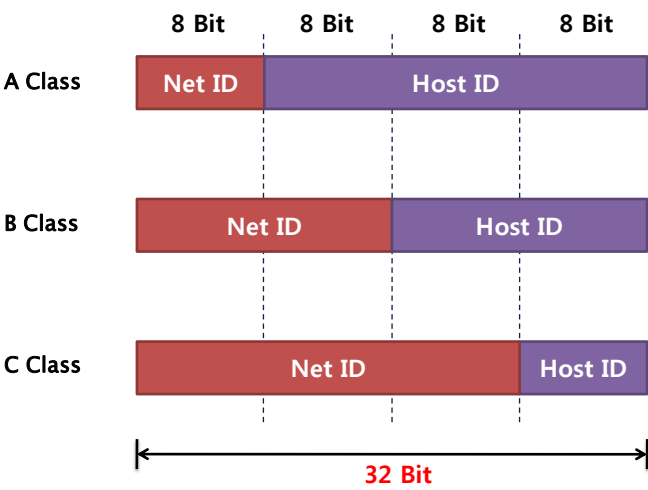 8 Bit 8 Bit 8 Bit 8 Bit
A Class Net ID Host ID
B Class Net ID Host ID
C Class Net ID Host ID
32 Bit